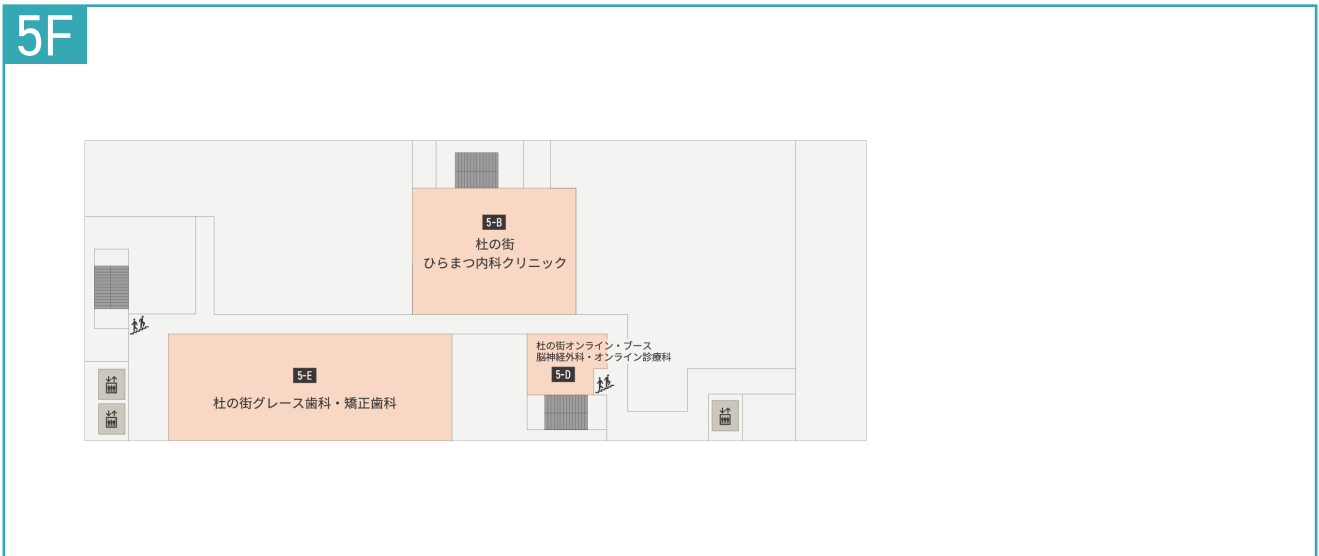 5F
5-B
杜の街
ひらまつ内科クリニック
杜の街オンライン・ブース
脳神経外科・オンライン診療科
5-D
5-E
杜の街グレース歯科・矯正歯科